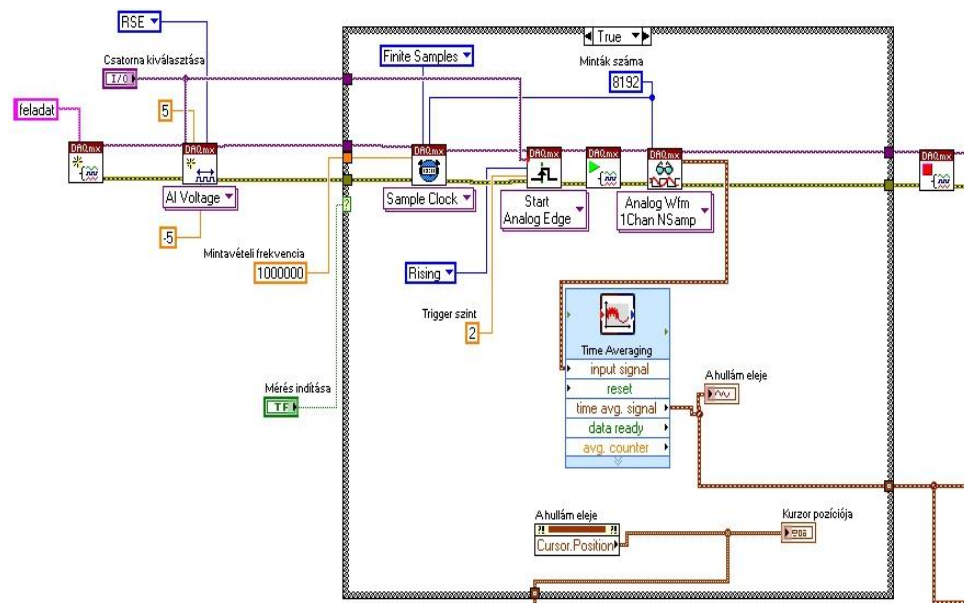 RSE
True
Csatorna kiválasztása
I/O
Finite Samples
Minták száma
8192
feladat
5
DAQmx
DAQmx
DAQmx
DAQmx
DAQmx
DAQmx
DAQmx
AI Voltage
Sample Clock
Start
Analog Edge
Analog Wfm
1Chan NSamp
?
-5
Mintavételi frekvencia
1000000
Rising
Trigger szint
2
Time Averaging
input signal
reset
time avg. signal
data ready
avg. counter
A hullám eleje
Mérés indítása
TF
A hullám eleje
Cursor.Position
Kurzor pozíciója